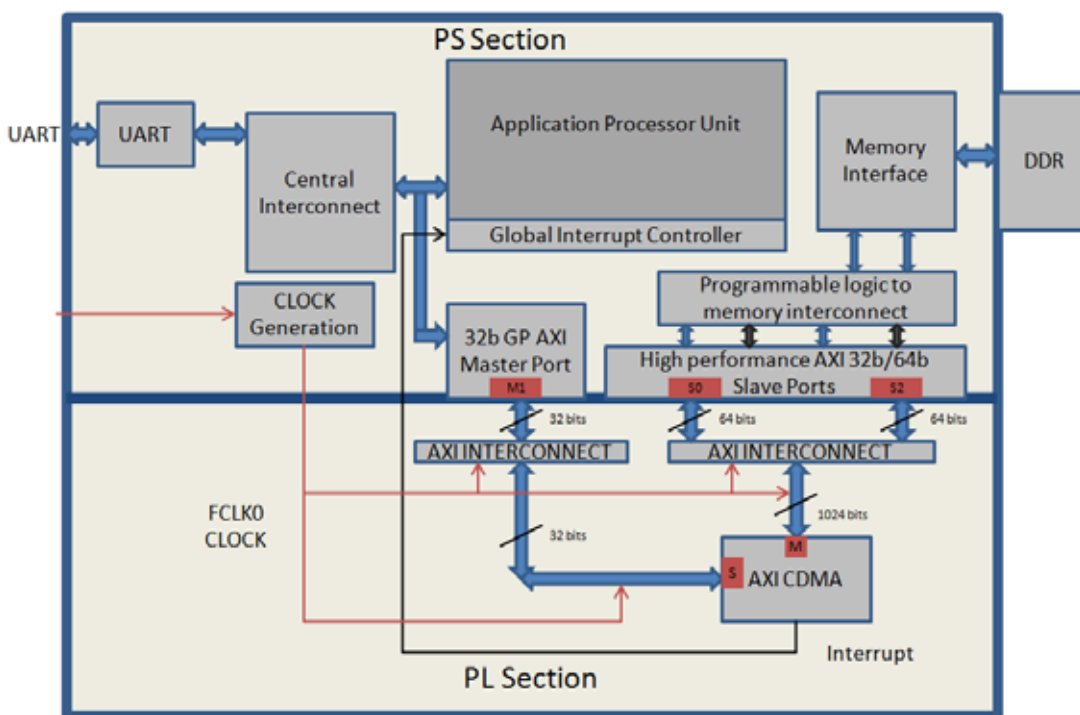 PS Section
UART
UART
Central
Interconnect
Application Processor Unit
Global Interrupt Controller
Memory
Interface
DDR
CLOCK
Generation
32b GP AXI
Master Port
M1
Programmable logic to
memory interconnect
High performance AXI 32b/64b
Slave Ports
S0
S2
32 bits
64 bits
64 bits
AXI INTERCONNECT
AXI INTERCONNECT
FCLK0
CLOCK
32 bits
1024 bits
M
S
AXI CDMA
Interrupt
PL Section